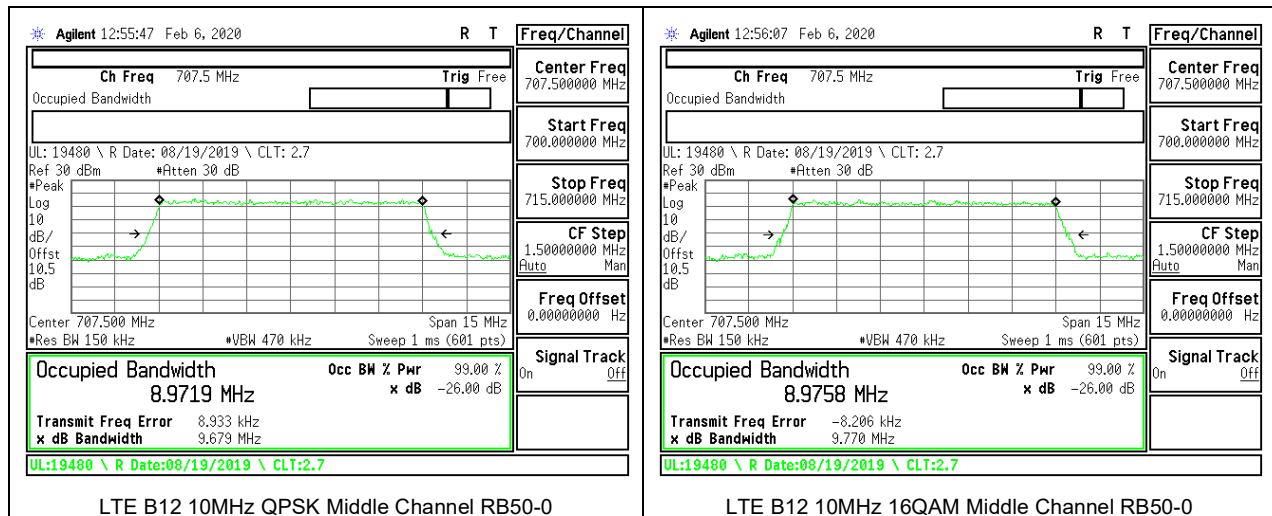 Agilent 12:55:47 Feb 6, 2020 R T Freq/Channel
Ch Freq 707.5 MHz Trig Free
Occupied Bandwidth
Center Freq
707.500000 MHz
Start Freq
700.000000 MHz
UL: 19480 \ R Date: 08/19/2019 \ CLT: 2.7
Ref 30 dBm #Atten 30 dB
#Peak
Log
10
dB/
Offst
10.5
dB
Stop Freq
715.000000 MHz
CF Step
1.50000000 MHz
Auto Man
Freq Offset
0.00000000 Hz
Center 707.500 MHz Span 15 MHz
#Res BW 150 kHz #VBW 470 kHz Sweep 1 ms (601 pts)
Signal Track
On Off
Occupied Bandwidth Occ BW % Pwr 99.00 %
8.9719 MHz x dB -26.00 dB
Transmit Freq Error 8.933 kHz
x dB Bandwidth 9.679 MHz
UL:19480 \ R Date:08/19/2019 \ CLT:2.7
LTE B12 10MHz QPSK Middle Channel RB50-0
Agilent 12:56:07 Feb 6, 2020 R T Freq/Channel
Ch Freq 707.5 MHz Trig Free
Occupied Bandwidth
Center Freq
707.500000 MHz
Start Freq
700.000000 MHz
UL: 19480 \ R Date: 08/19/2019 \ CLT: 2.7
Ref 30 dBm #Atten 30 dB
#Peak
Log
10
dB/
Offst
10.5
dB
Stop Freq
715.000000 MHz
CF Step
1.50000000 MHz
Auto Man
Freq Offset
0.00000000 Hz
Center 707.500 MHz Span 15 MHz
#Res BW 150 kHz #VBW 470 kHz Sweep 1 ms (601 pts)
Signal Track
On Off
Occupied Bandwidth Occ BW % Pwr 99.00 %
8.9758 MHz x dB -26.00 dB
Transmit Freq Error -8.206 kHz
x dB Bandwidth 9.770 MHz
UL:19480 \ R Date:08/19/2019 \ CLT:2.7
LTE B12 10MHz 16QAM Middle Channel RB50-0